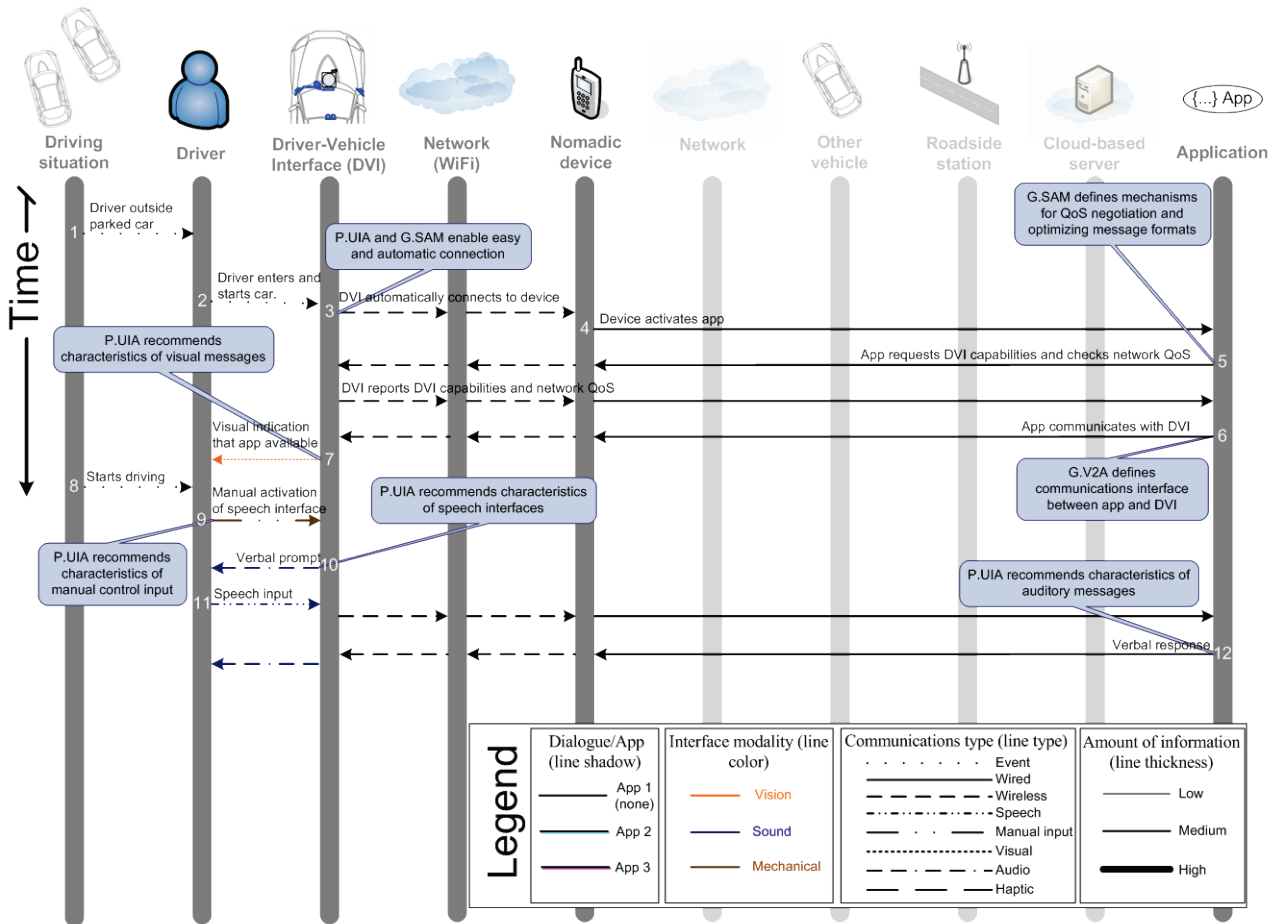 {...} App
Driving
situation
Driver
Driver-Vehicle
Interface (DVI)
Network
(WiFi)
Nomadic
device
Network
Other
vehicle
Roadside
station
Cloud-based
server
Application
Time
Driver outside
parked car
1
G.SAM defines mechanisms
for QoS negotiation and
optimizing message formats
P.UIA and G.SAM enable easy
and automatic connection
Driver enters and
starts car.
2
DVI automatically connects to device
3
Device activates app
4
P.UIA recommends
characteristics of visual messages
App requests DVI capabilities and checks network QoS
5
DVI reports DVI capabilities and network QoS
Visual indication
that app available
App communicates with DVI
6
7
Starts driving
8
G.V2A defines
communications interface
between app and DVI
Manual activation
of speech interface
9
P.UIA recommends characteristics
of speech interfaces
P.UIA recommends
characteristics of
manual control input
Verbal prompt
10
P.UIA recommends characteristics of
auditory messages
Speech input
11
Verbal response
12
Legend
Dialogue/App
(line shadow)
App 1
(none)
App 2
App 3
Interface modality (line
color)
Vision
Sound
Mechanical
Communications type (line type)
Event
Wired
Wireless
Speech
Manual input
Visual
Audio
Haptic
Amount of information
(line thickness)
Low
Medium
High